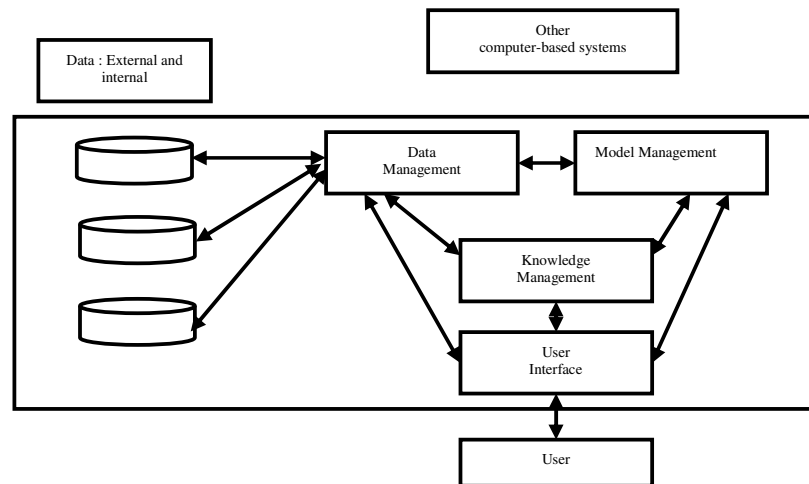 Other
computer-based systems
Data : External and
internal
Data
Management
Model Management
Knowledge
Management
User
Interface
User